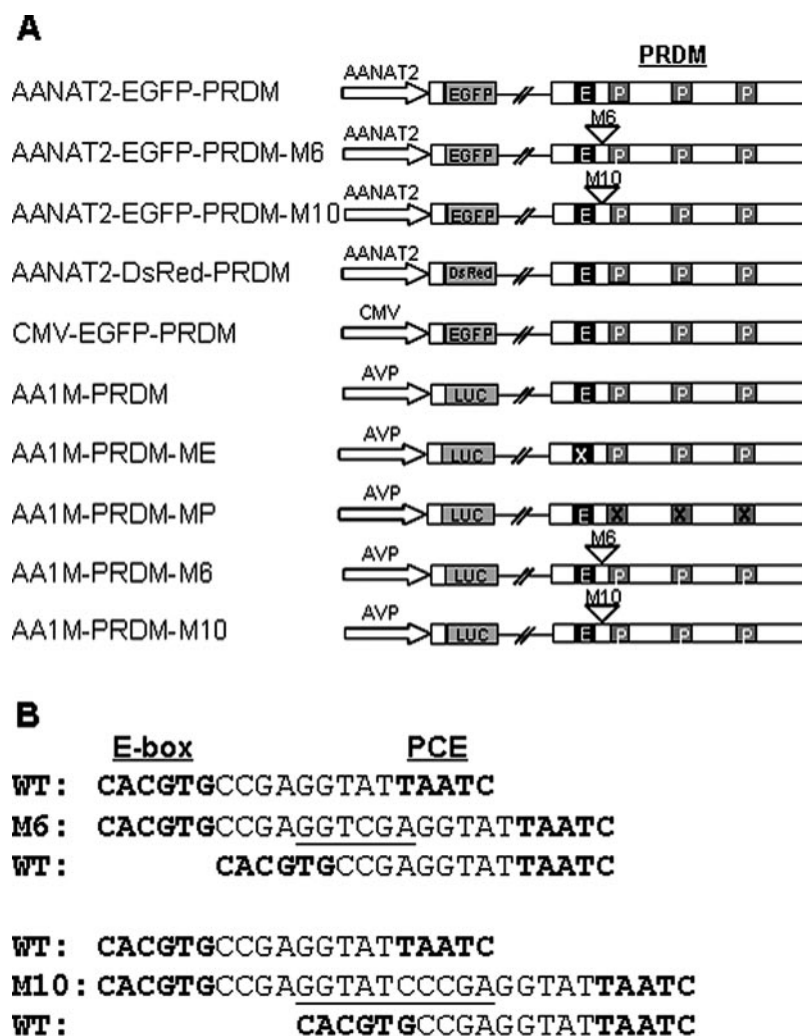 A
PRDM
AANAT2-EGFP-PRDM AANAT2 EGFP E P P P
M6
AANAT2-EGFP-PRDM-M6 AANAT2 EGFP E P P P
M10
AANAT2-EGFP-PRDM-M10 AANAT2 EGFP E P P P
AANAT2-DsRed-PRDM AANAT2 DsRed E P P P
CMV-EGFP-PRDM CMV EGFP E P P P
AA1M-PRDM AVP LUC E P P P
AA1M-PRDM-ME AVP LUC X P P P
AA1M-PRDM-MP AVP LUC E X X X
M6
AA1M-PRDM-M6 AVP LUC E P P P
M10
AA1M-PRDM-M10 AVP LUC E P P P
B
E-box PCE
WT: CACGTGCCGAGGTATTAATC
M6: CACGTGCCGAGGTCGAGGTATTAATC
WT: CACGTGCCGAGGTATTAATC
WT: CACGTGCCGAGGTATTAATC
M10: CACGTGCCGAGGTATCCCGAGGTATTAATC
WT: CACGTGCCGAGGTATTAATC